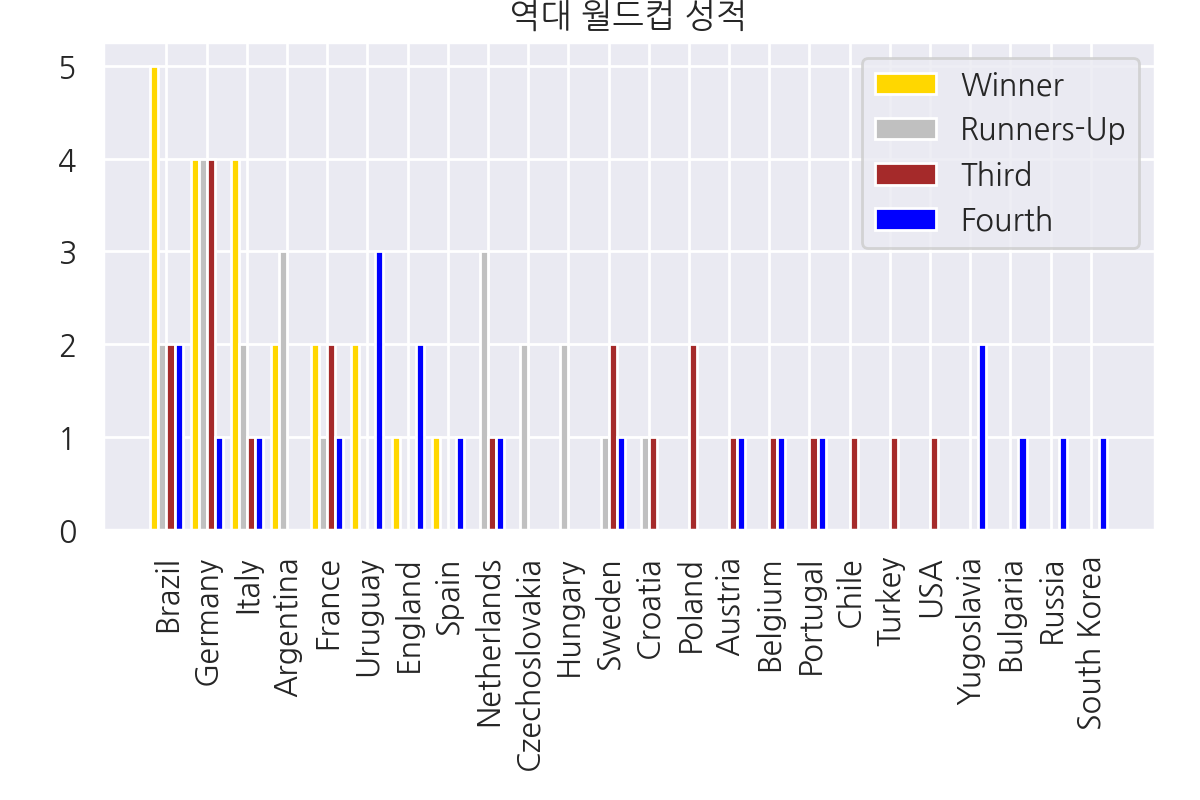 역대 월드컵 성적
5
4
3
2
1
0
Winner
Runners-Up
Third
Fourth
Brazil
Germany
Italy
Argentina
France
Uruguay
England
Spain
Netherlands
Czechoslovakia
Hungary
Sweden
Croatia
Poland
Austria
Belgium
Portugal
Chile
Turkey
USA
Yugoslavia
Bulgaria
Russia
South Korea